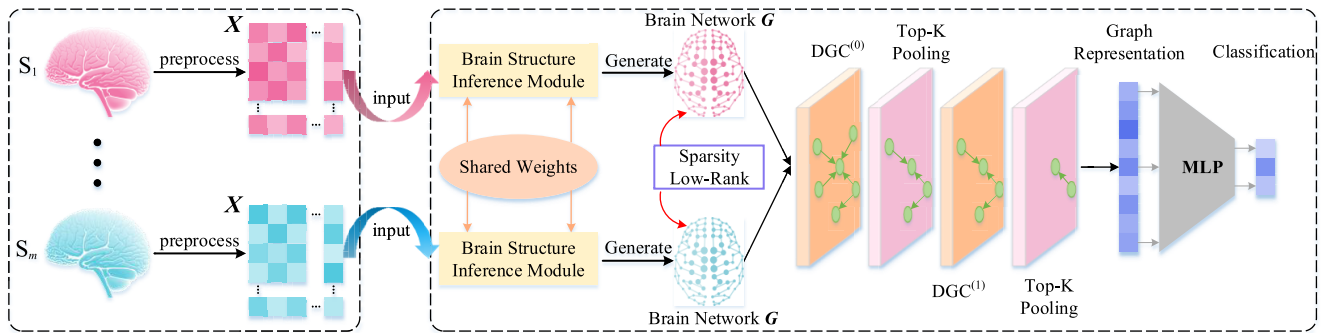 S1
preprocess
X
...
...
input
Brain Structure
Inference Module
Generate
Brain Network G
Shared Weights
Sparsity
Low-Rank
Sm
preprocess
X
...
...
input
Brain Structure
Inference Module
Generate
Brain Network G
DGC(0)
Top-K
Pooling
DGC(1)
Top-K
Pooling
Graph
Representation
MLP
Classification